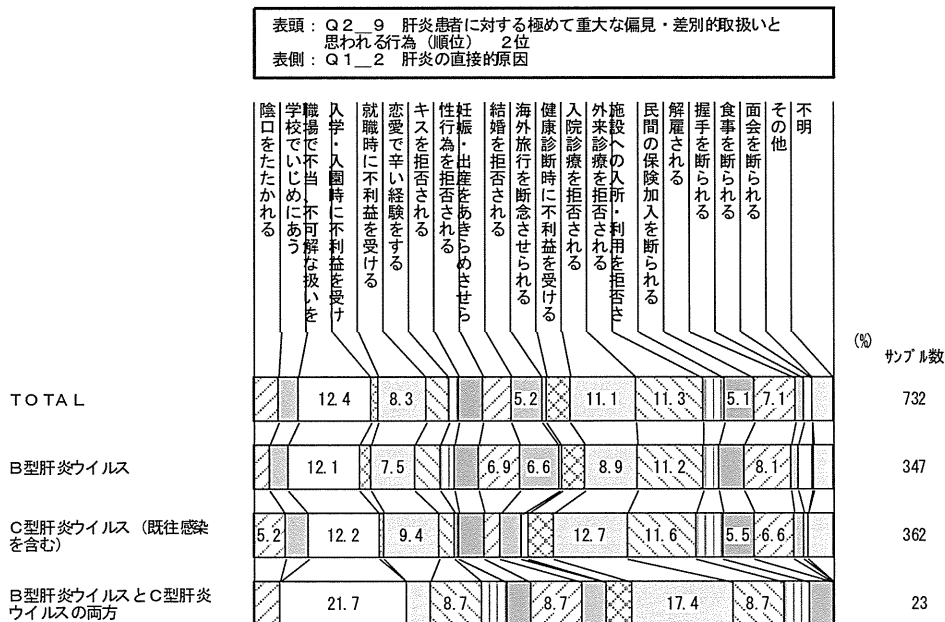 表頭：Q２＿９　肝炎患者に対する極めて重大な偏見・差別的取扱いと
思われる行為（順位）　２位
表側：Q１＿２　肝炎の直接的原因
陰口をたたかれる
学校でいじめにあう
職場で不当、不可解な扱いを
入学・入園時に不利益を受け
就職時に不利益を受ける
恋愛で辛い経験をする
キスを拒否される
性行為を拒否される
妊娠・出産をあきらめさせら
結婚を拒否される
海外旅行を断念させられる
健康診断時に不利益を受ける
入院診療を拒否される
外来診療を拒否される
施設への入所・利用を拒否さ
民間の保険加入を断られる
解雇される
握手を断られる
食事を断られる
面会を断られる
その他
不明
(%)
サンプル数
ＴＯＴＡＬ
12.4 8.3 5.2 11.1 11.3 5.1 7.1 732
Ｂ型肝炎ウイルス
12.1 7.5 6.9 6.6 8.9 11.2 8.1 347
Ｃ型肝炎ウイルス（既往感染
を含む）
5.2 12.2 9.4 12.7 11.6 5.5 6.6 362
Ｂ型肝炎ウイルスとＣ型肝炎
ウイルスの両方
21.7 8.7 8.7 17.4 8.7 23